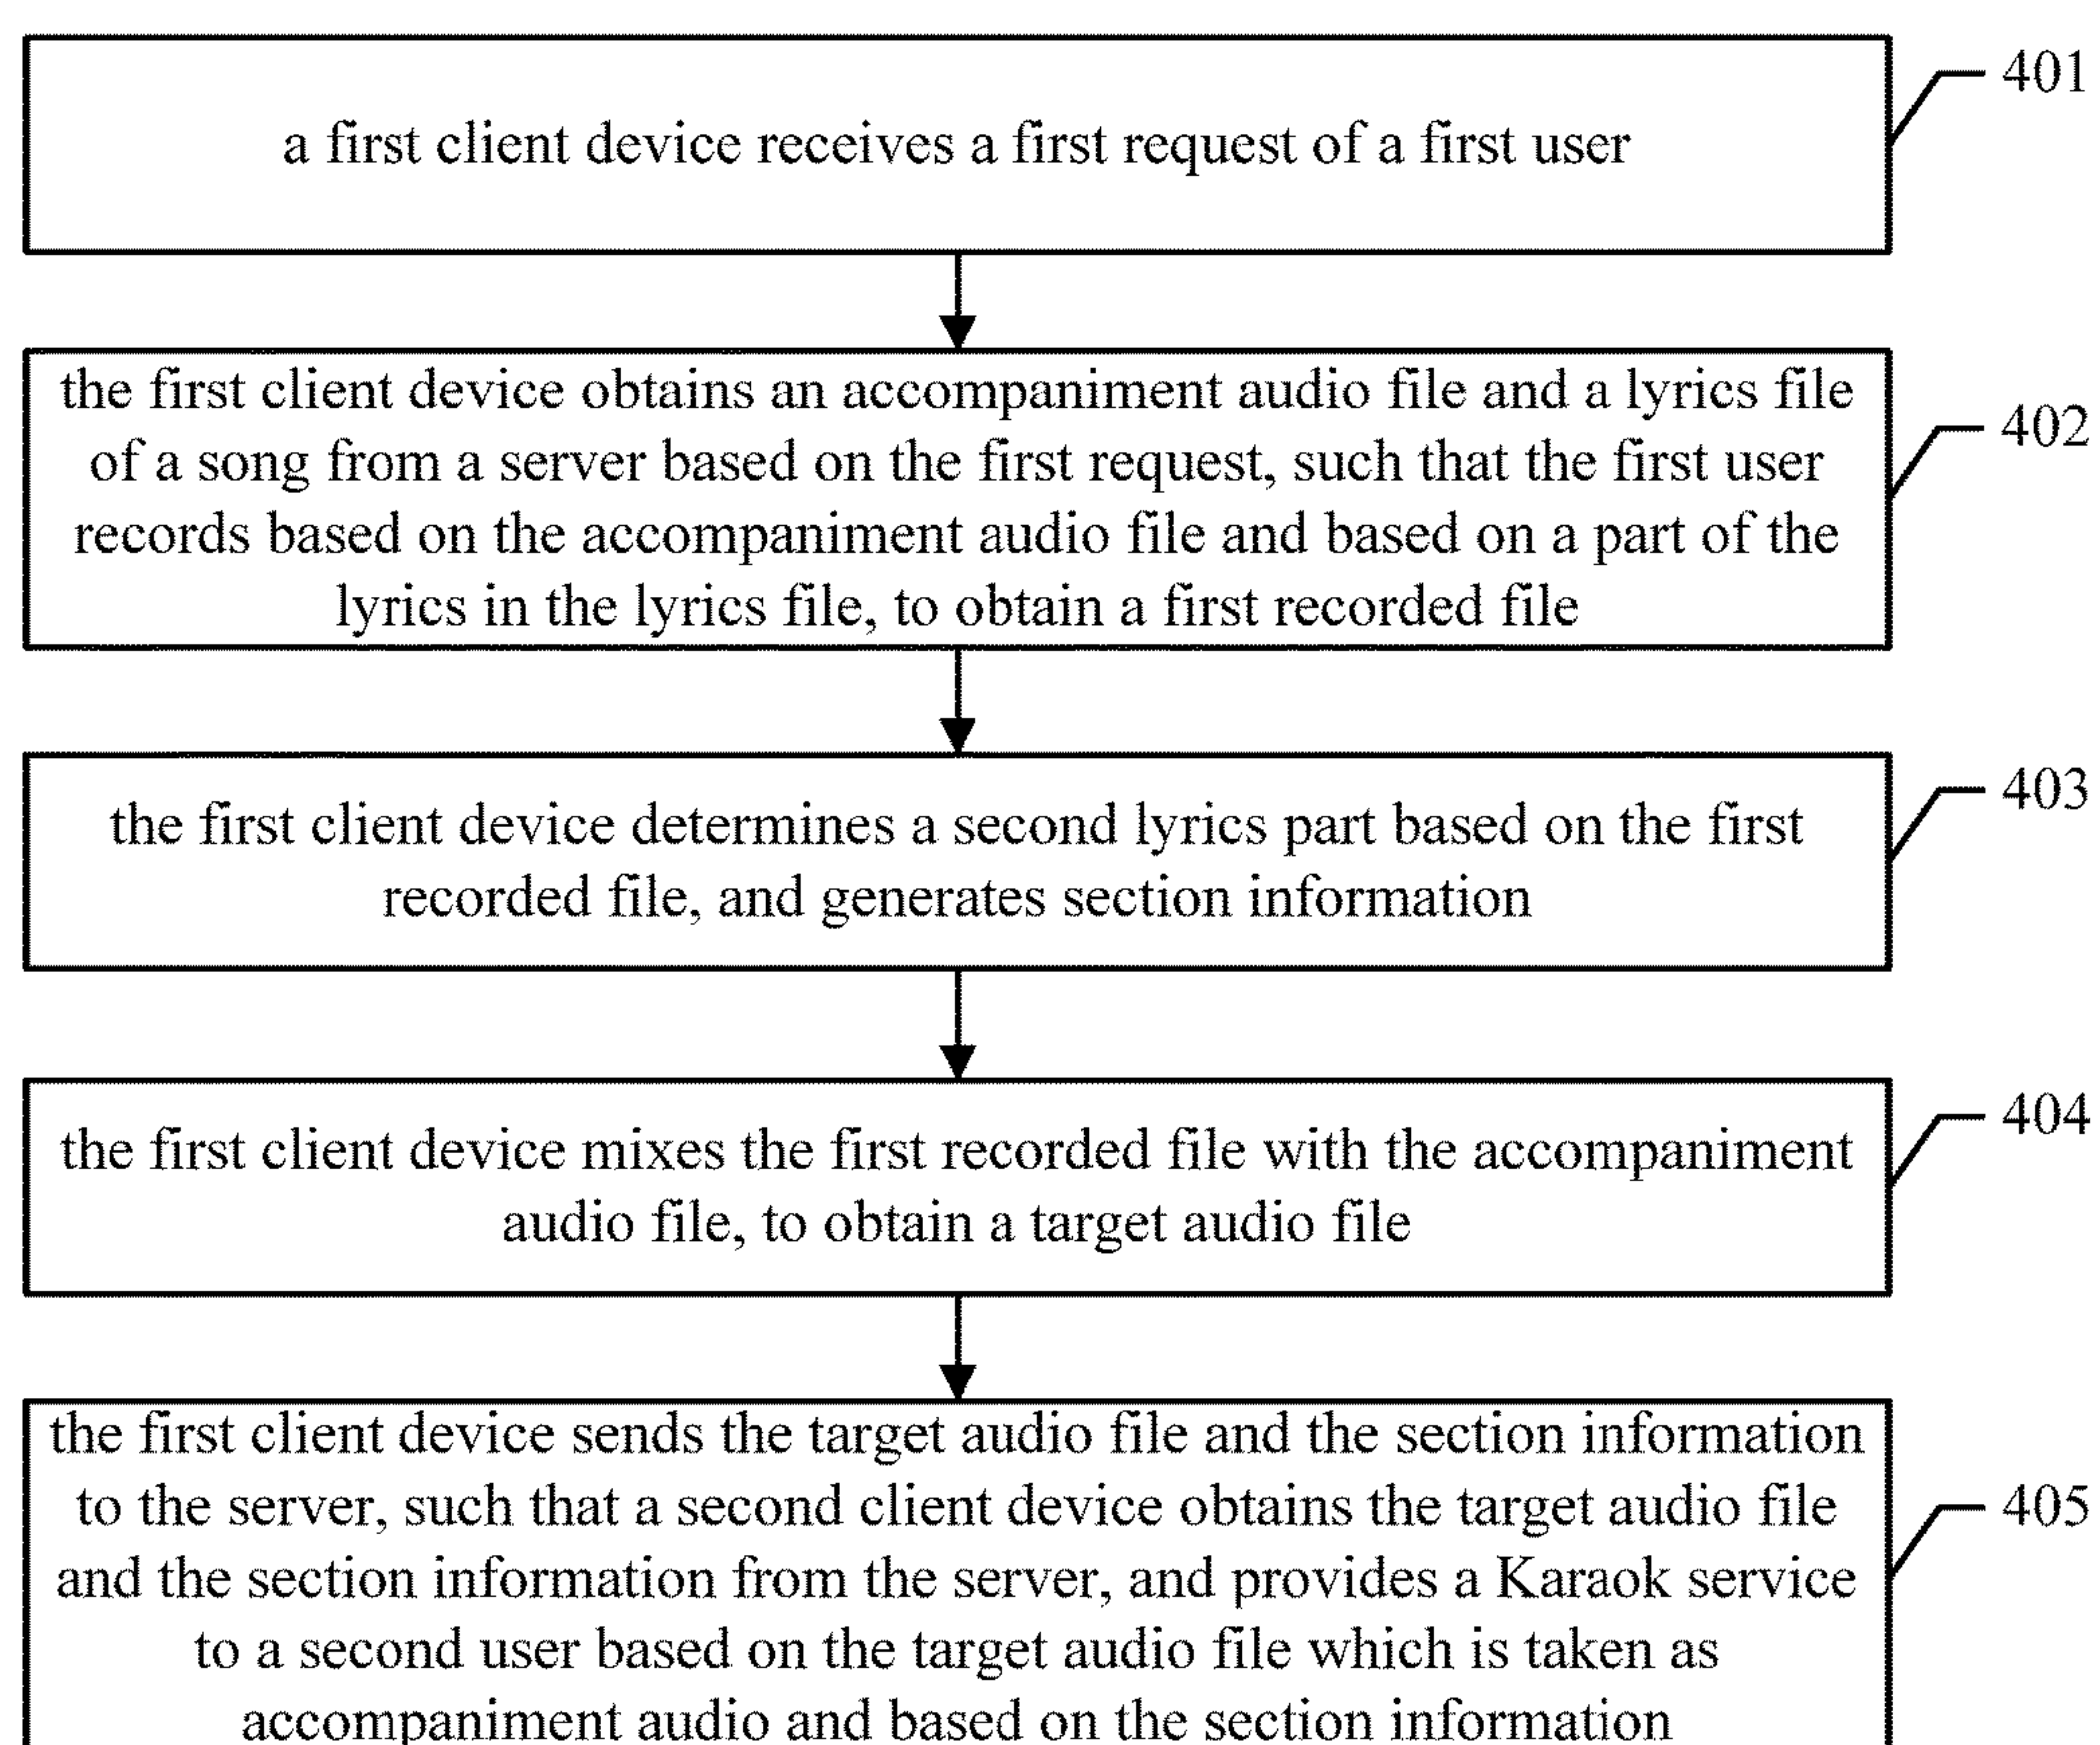 401
a first client device receives a first request of a first user
the first client device obtains an accompaniment audio file and a lyrics file
402
of a song from a server based on the first request, such that the first user
records based on the accompaniment audio file and based on a part of the
lyrics in the lyrics file, to obtain a first recorded file
403
the first client device determines a second lyrics part based on the first
recorded file, and generates section information
404
the first client device mixes the first recorded file with the accompaniment
audio file, to obtain a target audio file
the first client device sends the target audio file and the section information
to the server, such that a second client device obtains the target audio file
405
and the section information from the server, and provides a Karaok service
to a second user based on the target audio file which is taken as
accompaniment audio and based on the section information